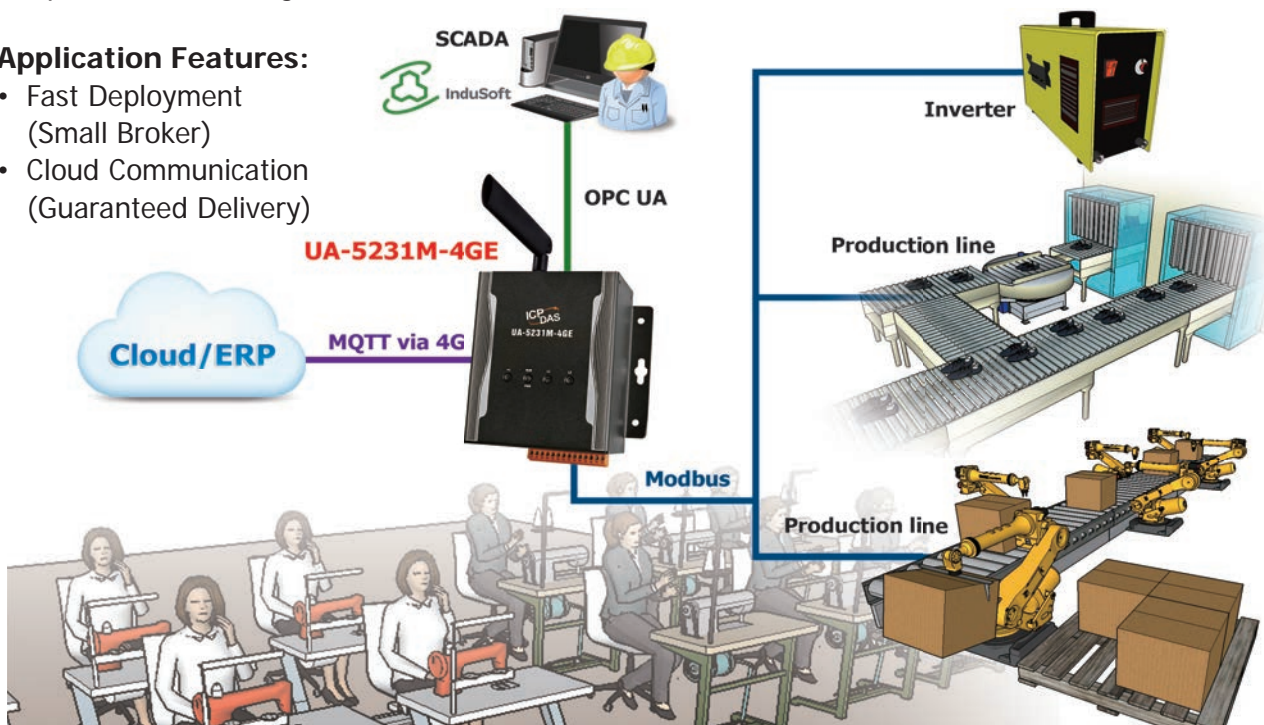 Application Features:
• Fast Deployment
(Small Broker)
• Cloud Communication
(Guaranteed Delivery)
SCADA
InduSoft
OPC UA
UA-5231M-4GE
Cloud/ERP
MQTT via 4G
ICP
DAS
UA-5231M-4GE
Inverter
Production line
Modbus
Production line